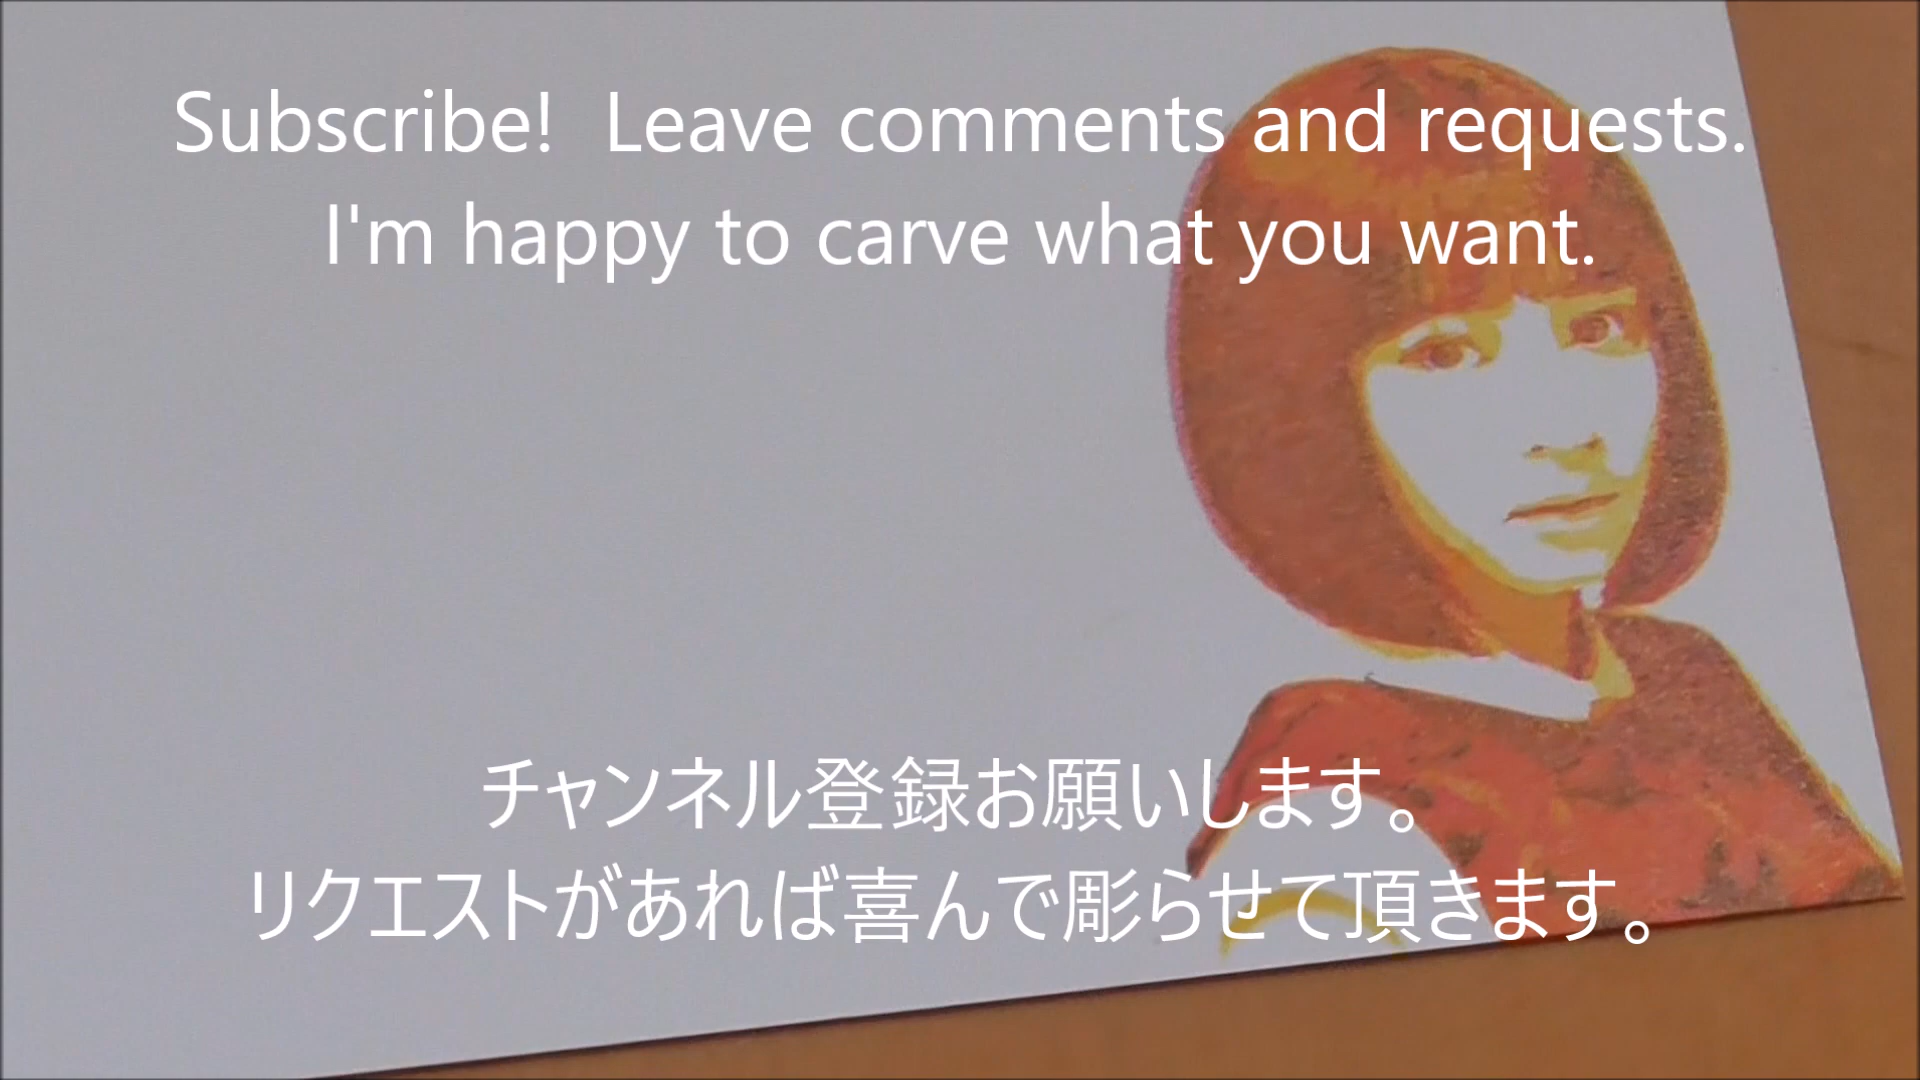 Subscribe!  Leave comments and requests.
I'm happy to carve what you want.
チャンネル登録お願いします。
リクエストがあれば喜んで彫らせて頂きます。